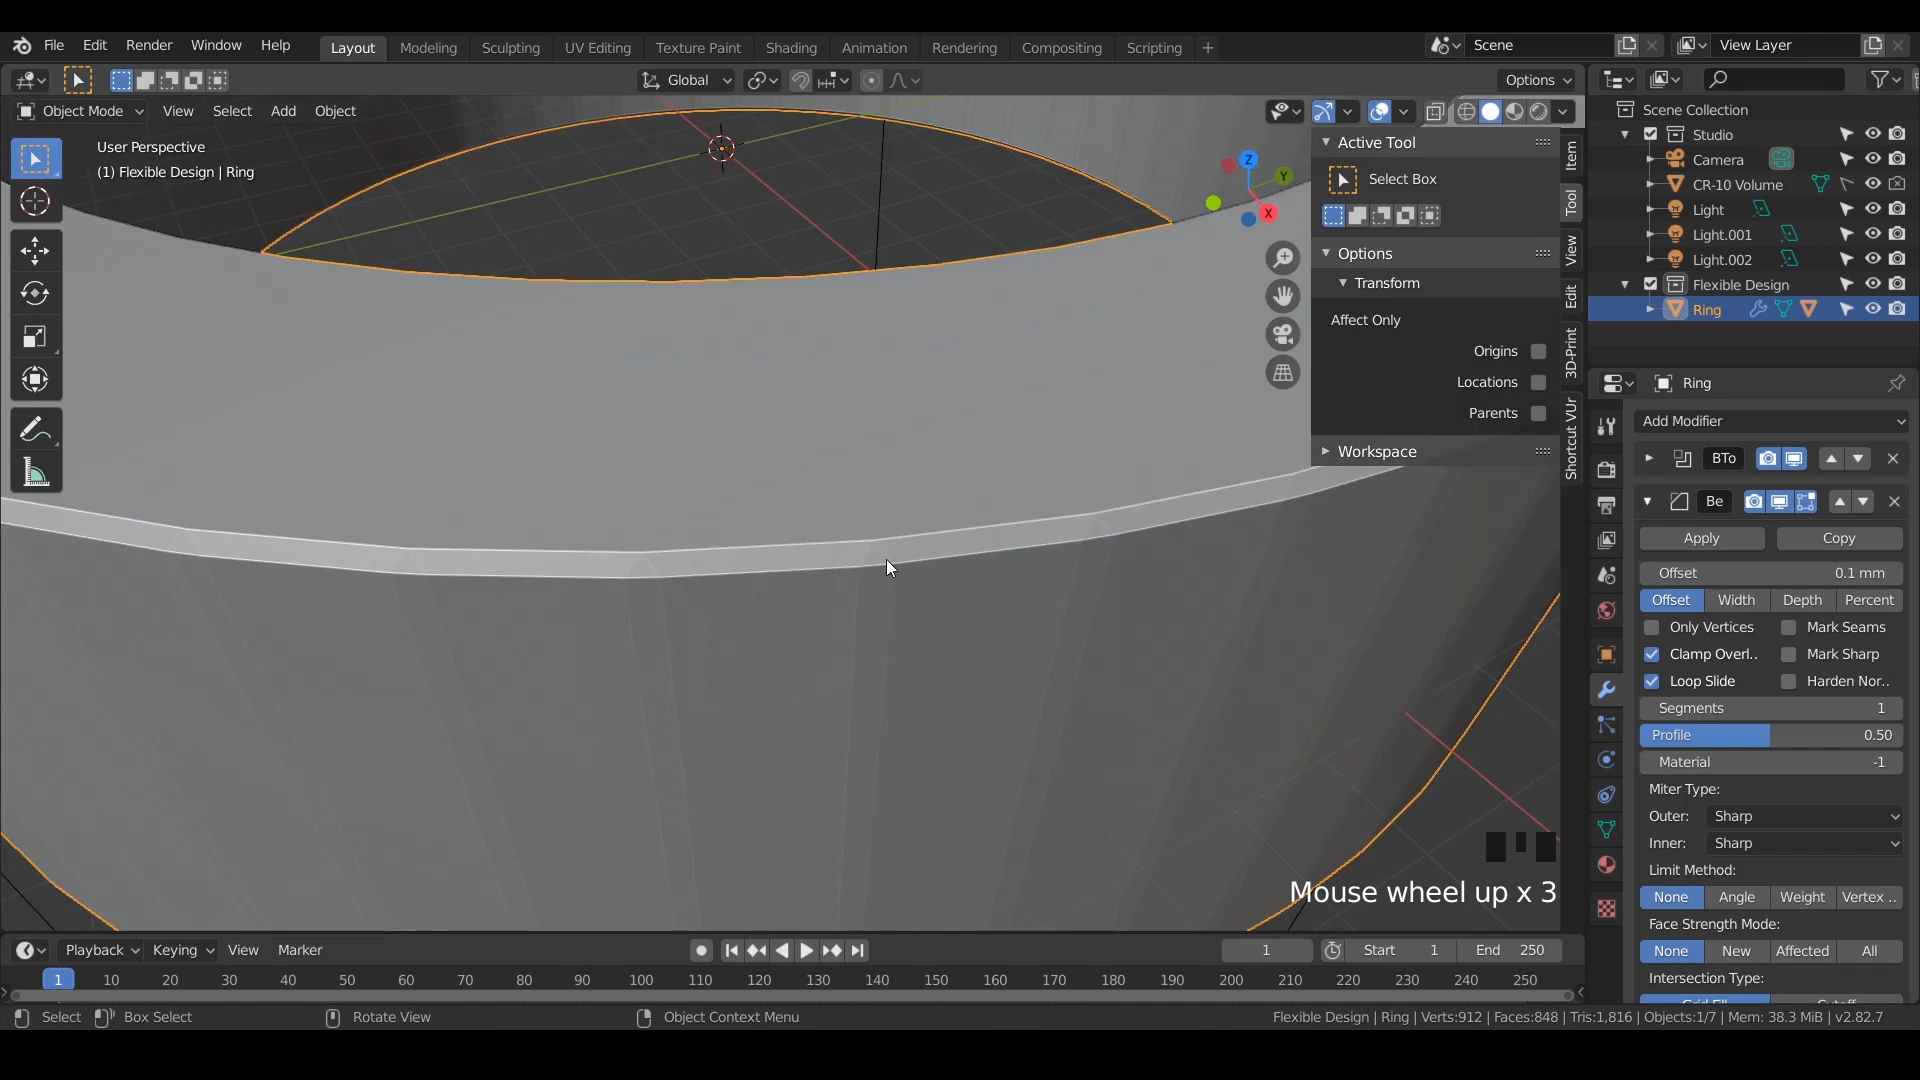 File Edit Render Window Help Layout Modeling Sculpting UV Editing Texture Paint Shading Animation Rendering Compositing Scripting + Scene View Layer
Global Options
Object Mode View Select Add Object
User Perspective
(1) Flexible Design | Ring
Z
Y
X
Active Tool
Select Box
Options
Transform
Affect Only
Origins
Locations
Parents
Workspace
Item
Tool
View
Edit
3D-Print
Shortcut VUr
Scene Collection
Studio
Camera
CR-10 Volume
Light
Light.001
Light.002
Flexible Design
Ring
Ring
Add Modifier
BTo
Be
Apply Copy
Offset 0.1 mm
Offset Width Depth Percent
Only Vertices Mark Seams
Clamp Overl.. Mark Sharp
Loop Slide Harden Nor..
Segments 1
Profile 0.50
Material -1
Miter Type:
Outer: Sharp
Inner: Sharp
Limit Method:
None Angle Weight Vertex ..
Face Strength Mode:
None New Affected All
Intersection Type:
Mouse wheel up x 3
Playback Keying View Marker 1 Start 1 End 250
1 10 20 30 40 50 60 70 80 90 100 110 120 130 140 150 160 170 180 190 200 210 220 230 240 250
Select Box Select Rotate View Object Context Menu Flexible Design | Ring | Verts:912 | Faces:848 | Tris:1,816 | Objects:1/7 | Mem: 38.3 MiB | v2.82.7